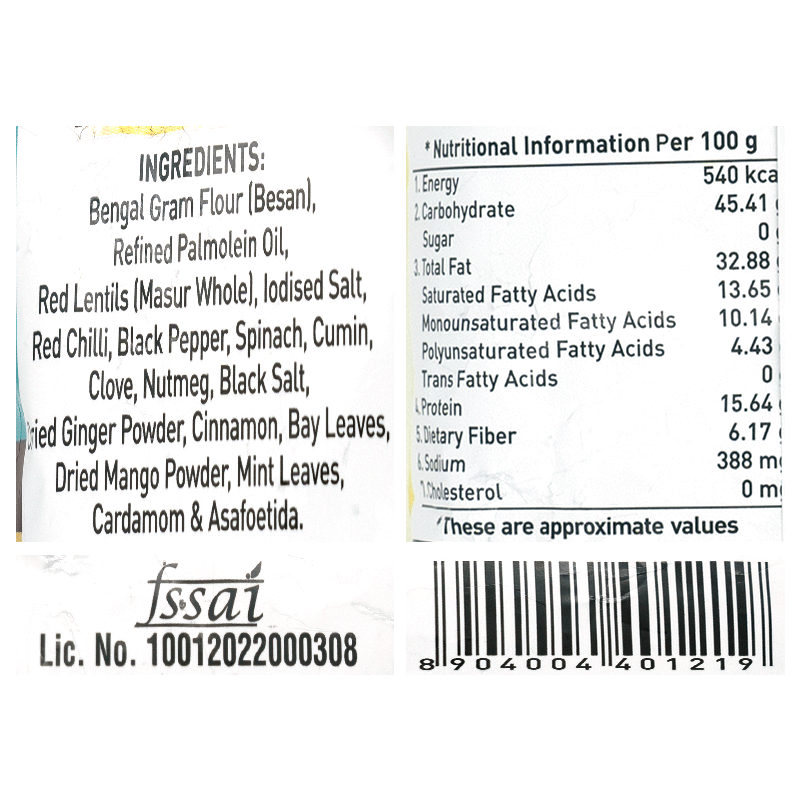 INGREDIENTS:
Bengal Gram Flour (Besan),
Refined Palmolein Oil,
Red Lentils (Masur Whole), Iodised Salt,
Red Chilli, Black Pepper, Spinach, Cumin,
Clove, Nutmeg, Black Salt,
Dried Ginger Powder, Cinnamon, Bay Leaves,
Dried Mango Powder, Mint Leaves,
Cardamom & Asafoetida.
fssai
Lic. No. 10012022000308
* Nutritional Information Per 100 g
1. Energy 540 kca
2. Carbohydrate 45.41 g
Sugar 0 g
3. Total Fat 32.88 g
Saturated Fatty Acids 13.65 g
Monounsaturated Fatty Acids 10.14 g
Polyunsaturated Fatty Acids 4.43 g
Trans Fatty Acids 0 g
4. Protein 15.64 g
5. Dietary Fiber 6.17 g
6. Sodium 388 m
7. Cholesterol 0 m
*These are approximate values
8 904004 401219